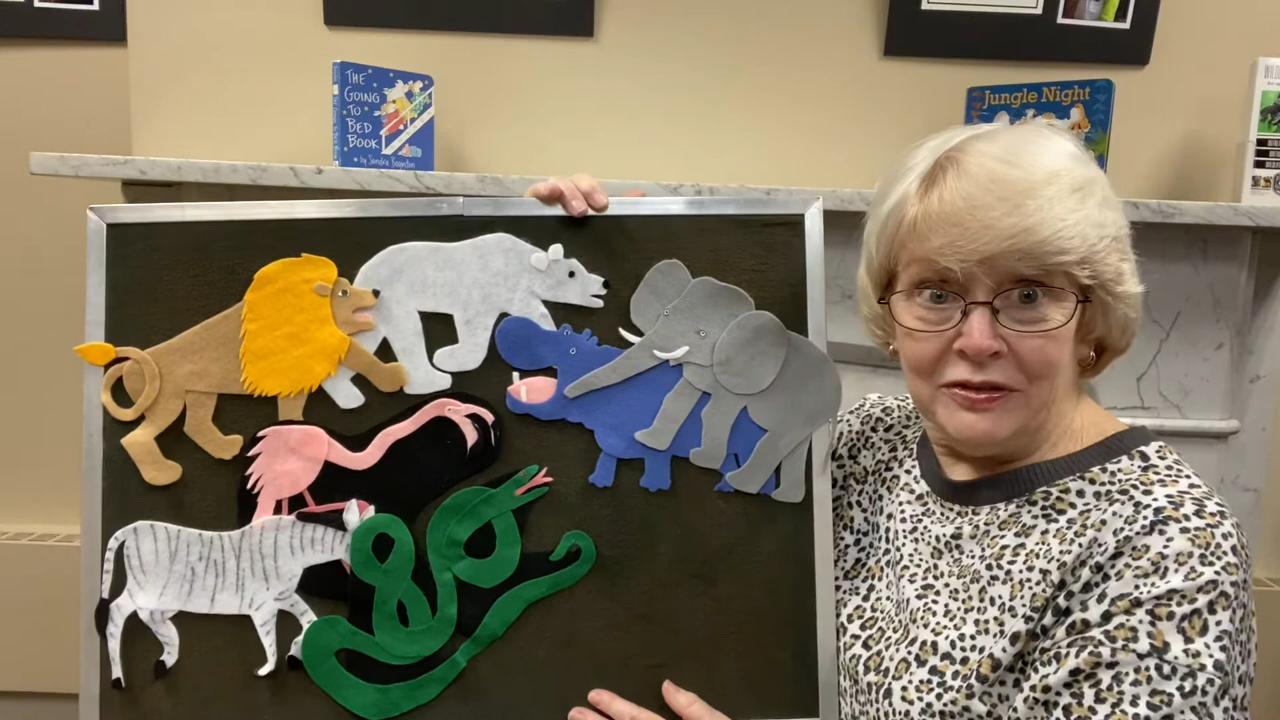 THE
GOING
TO
BED
BOOK
by Sandra Boynton
Jungle Night